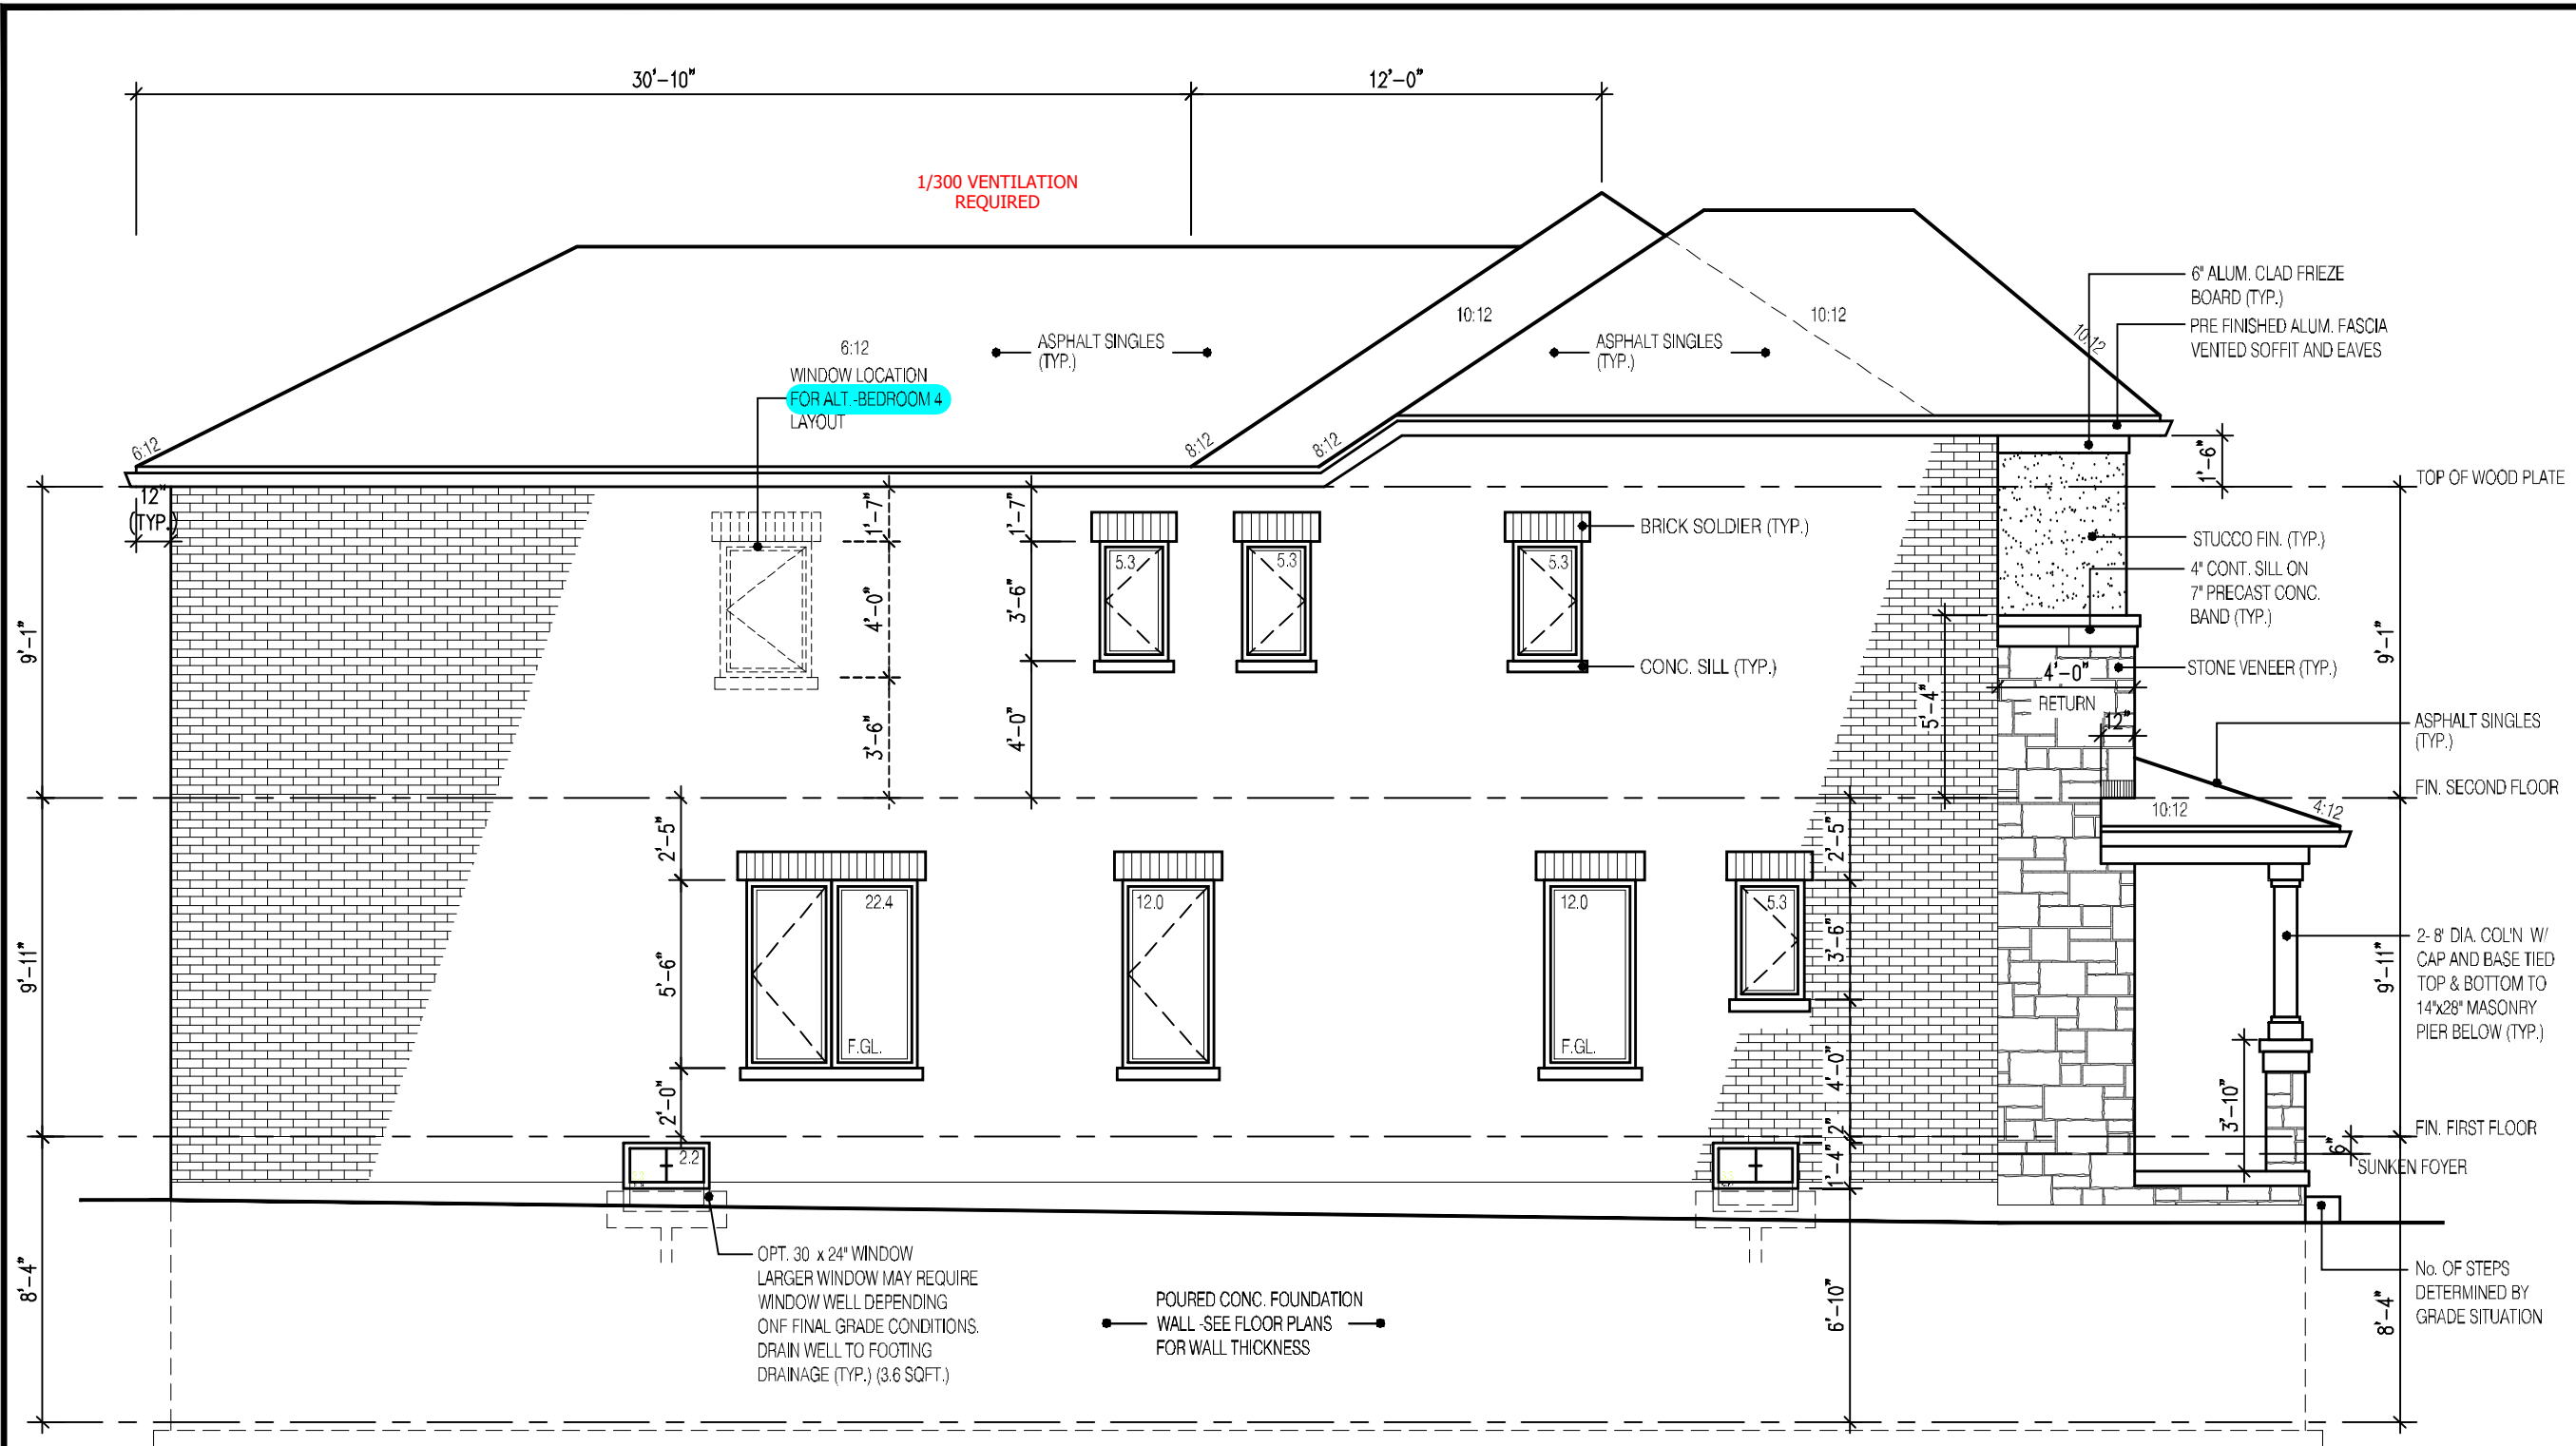 30'-10"
12'-0"
1/300 VENTILATION
REQUIRED
6" ALUM. CLAD FRIEZE
BOARD (TYP.)
PRE FINISHED ALUM. FASCIA
VENTED SOFFIT AND EAVES
10:12
10:12
10:12
ASPHALT SINGLES
(TYP.)
ASPHALT SINGLES
(TYP.)
6:12
WINDOW LOCATION
FOR ALT.-BEDROOM 4
LAYOUT
6:12
8:12
8:12
1'-6"
TOP OF WOOD PLATE
12"
(TYP.)
1'-7"
1'-7"
BRICK SOLDIER (TYP.)
STUCCO FIN. (TYP.)
5.3
5.3
5.3
4" CONT. SILL ON
7" PRECAST CONC.
BAND (TYP.)
4'-0"
3'-6"
9'-1"
9'-1"
CONC. SILL (TYP.)
STONE VENEER (TYP.)
4'-0"
RETURN
12"
5'-4"
3'-6"
4'-0"
ASPHALT SINGLES
(TYP.)
FIN. SECOND FLOOR
10:12
4:12
2'-5"
2'-5"
22.4
12.0
12.0
5.3
9'-11"
5'-6"
3'-6"
9'-11"
2- 8' DIA. COL'N W/
CAP AND BASE TIED
TOP & BOTTOM TO
14"x28" MASONRY
PIER BELOW (TYP.)
F.GL.
F.GL.
2'-0"
4'-0"
3'-10"
2"
FIN. FIRST FLOOR
6"
SUNKEN FOYER
2.2
1'-4"
OPT. 30 x 24" WINDOW
LARGER WINDOW MAY REQUIRE
WINDOW WELL DEPENDING
ONF FINAL GRADE CONDITIONS.
DRAIN WELL TO FOOTING
DRAINAGE (TYP.) (3.6 SQFT.)
POURED CONC. FOUNDATION
WALL -SEE FLOOR PLANS
FOR WALL THICKNESS
8'-4"
6'-10"
8'-4"
No. OF STEPS
DETERMINED BY
GRADE SITUATION